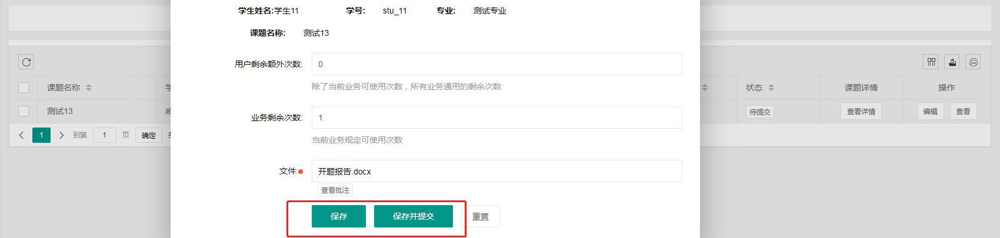 学生姓名:学生11 学号: stu_11 专业: 测试专业
课题名称: 测试13
用户剩余额外次数: 0
除了当前业务可使用次数，所有业务通用的剩余次数
课题名称 状态 课题详情 操作
业务剩余次数: 1
测试13 待提交 查看详情 编辑 查看
1 到第 1 页 确定
当前业务规定可使用次数
文件: 开题报告.docx
查看批注
保存 保存并提交 重置